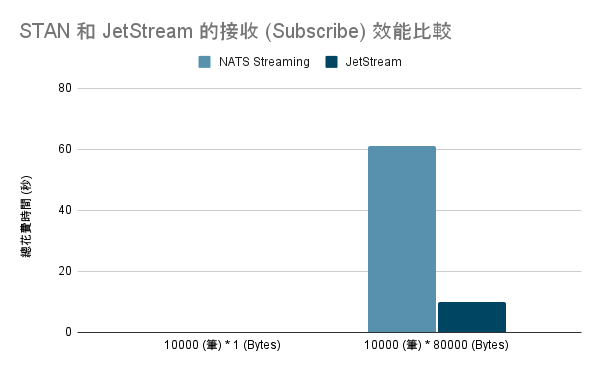 STAN 和 JetStream 的接收 (Subscribe) 效能比較
NATS Streaming
JetStream
80
60
40
20
0
總花費時間 (秒)
10000 (筆) * 1 (Bytes)
10000 (筆) * 80000 (Bytes)